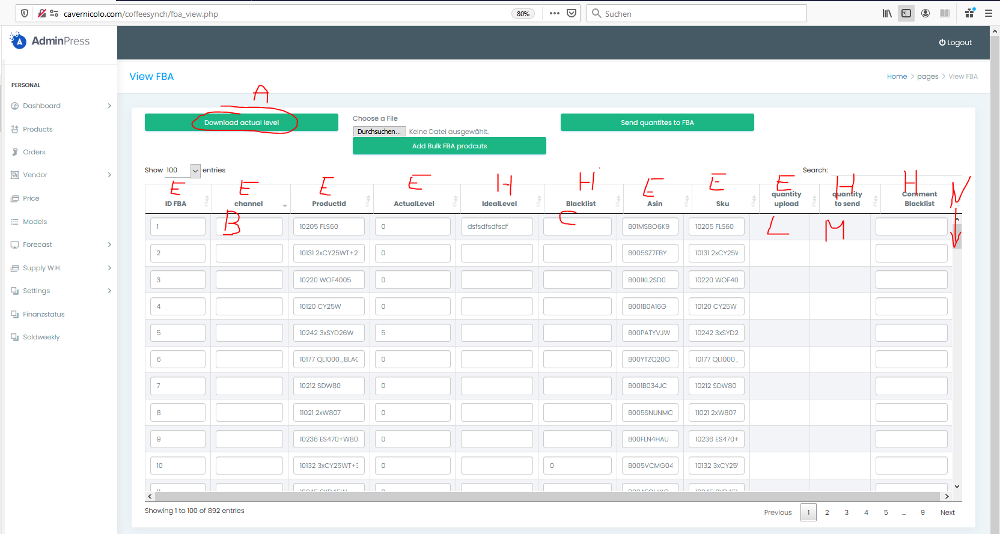 cavernicolo.com/coffeesynch/fba_view.php
80%
Suchen
AdminPress
Logout
View FBA
Home > pages > View FBA
PERSONAL
Dashboard
Products
Orders
Vendor
Price
Models
Forecast
Supply W.H.
Settings
Finanzstatus
Soldweekly
A
Download actual level
Choose a File
Durchsuchen... Keine Datei ausgewählt.
Add Bulk FBA prodcuts
Send quantites to FBA
Show 100 entries
Search:
E E E E H H E E E H H N
ID FBA channel ProductId ActualLevel IdealLevel Blacklist Asin Sku quantity upload quantity to send Comment Blacklist
B C L M
1 10205 FLS60 0 dsfsdfsdfsdf B01MS8O6K9 10205 FLS60
2 10131 2xCY25WT+2 0 B005SZ7FBY 10131 2xCY25W
3 10220 WOF4005 0 B001KL2SD0 10220 WOF40
4 10120 CY25W 0 B001B0A16G 10120 CY25W
5 10242 3xSYD26W 5 B00PATYVJW 10242 3xSYD2
6 10177 QL1000_BLAC 0 B00YTZQ20O 10177 QL1000_
7 10212 SDW80 0 B001B034JC 10212 SDW80
8 11021 2xW807 0 B005SNUNMO 11021 2xW807
9 10236 ES470+W80 0 B00FLN4HAU 10236 ES470+
10 10132 3xCY25WT+3 0 0 B005VCMG04 10132 3xCY25
Showing 1 to 100 of 892 entries
Previous 1 2 3 4 5 … 9 Next